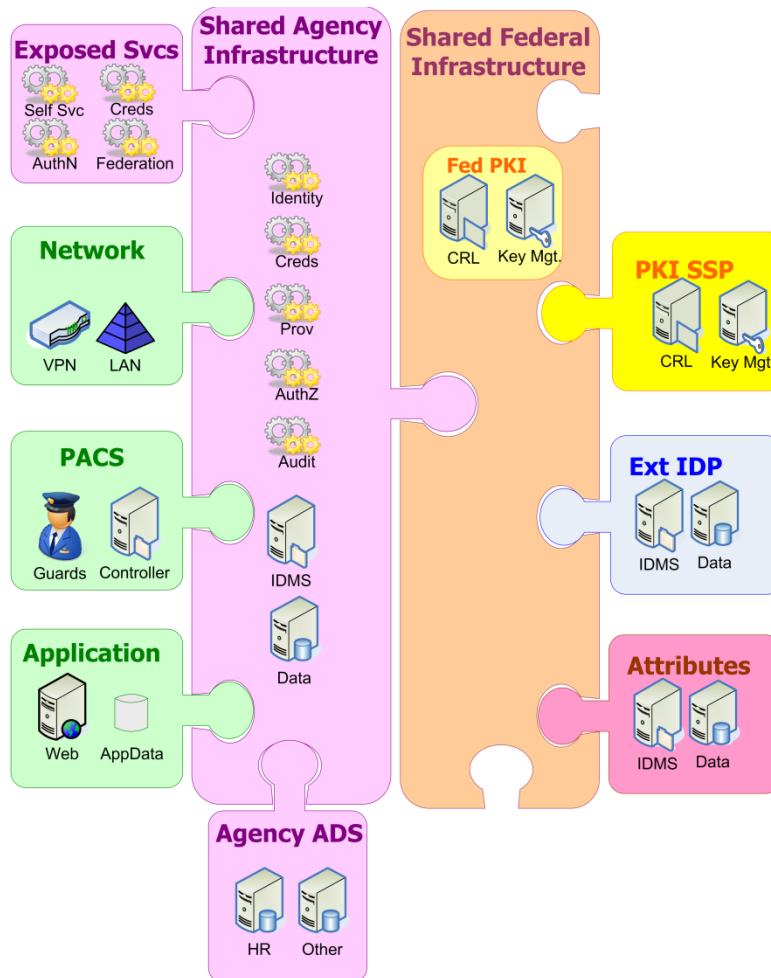 Exposed Svcs
Self Svc
Creds
AuthN
Federation
Shared Agency
Infrastructure
Shared Federal
Infrastructure
Identity
Creds
Prov
AuthZ
Audit
IDMS
Data
Fed PKI
CRL
Key Mgt.
Network
VPN
LAN
PKI SSP
CRL
Key Mgt
PACS
Guards
Controller
Ext IDP
IDMS
Data
Application
Web
AppData
Attributes
IDMS
Data
Agency ADS
HR
Other